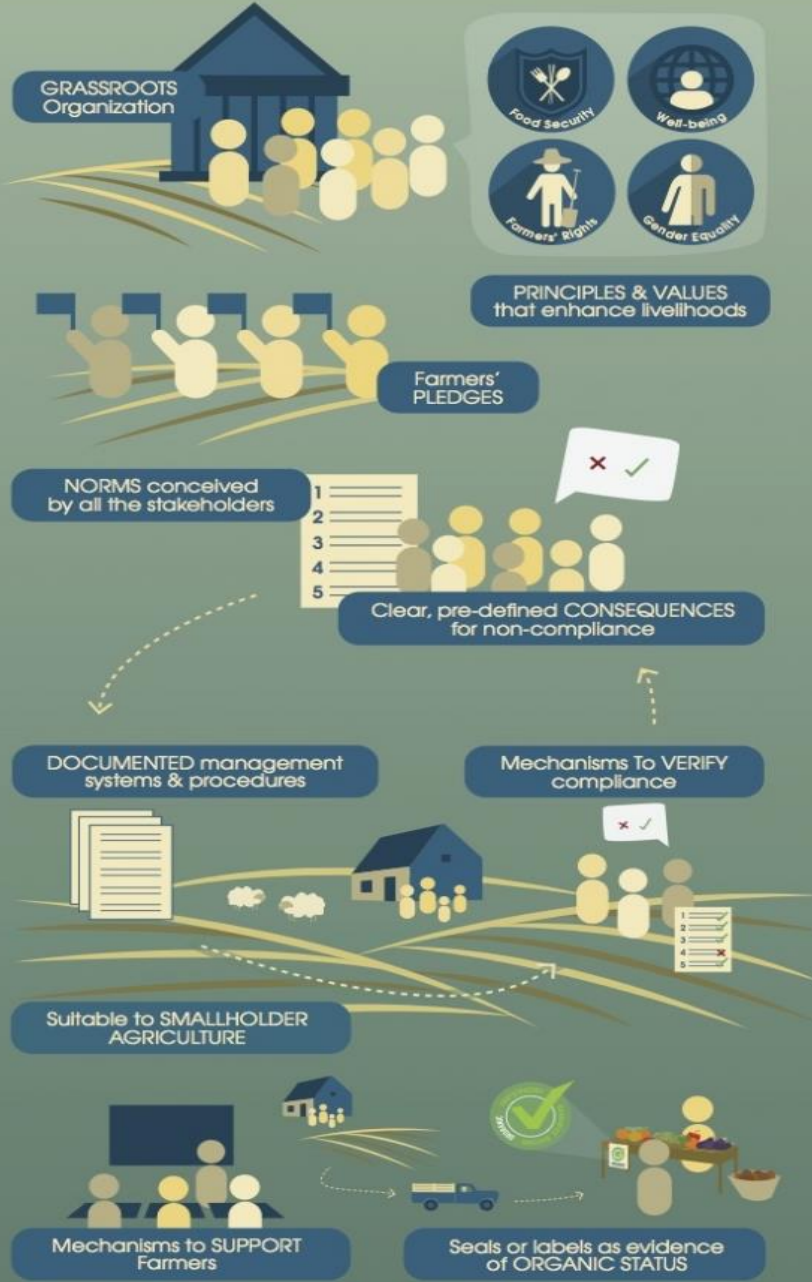 GRASSROOTS
Organization
Food Security
Well-being
Farmers' Rights
Gender Equality
PRINCIPLES & VALUES
that enhance livelihoods
Farmers'
PLEDGES
NORMS conceived
by all the stakeholders
1
2
3
4
5
Clear, pre-defined CONSEQUENCES
for non-compliance
DOCUMENTED management
systems & procedures
Mechanisms To VERIFY
compliance
1
2
3
4
5
Suitable to SMALLHOLDER
AGRICULTURE
Mechanisms to SUPPORT
Farmers
Seals or labels as evidence
of ORGANIC STATUS